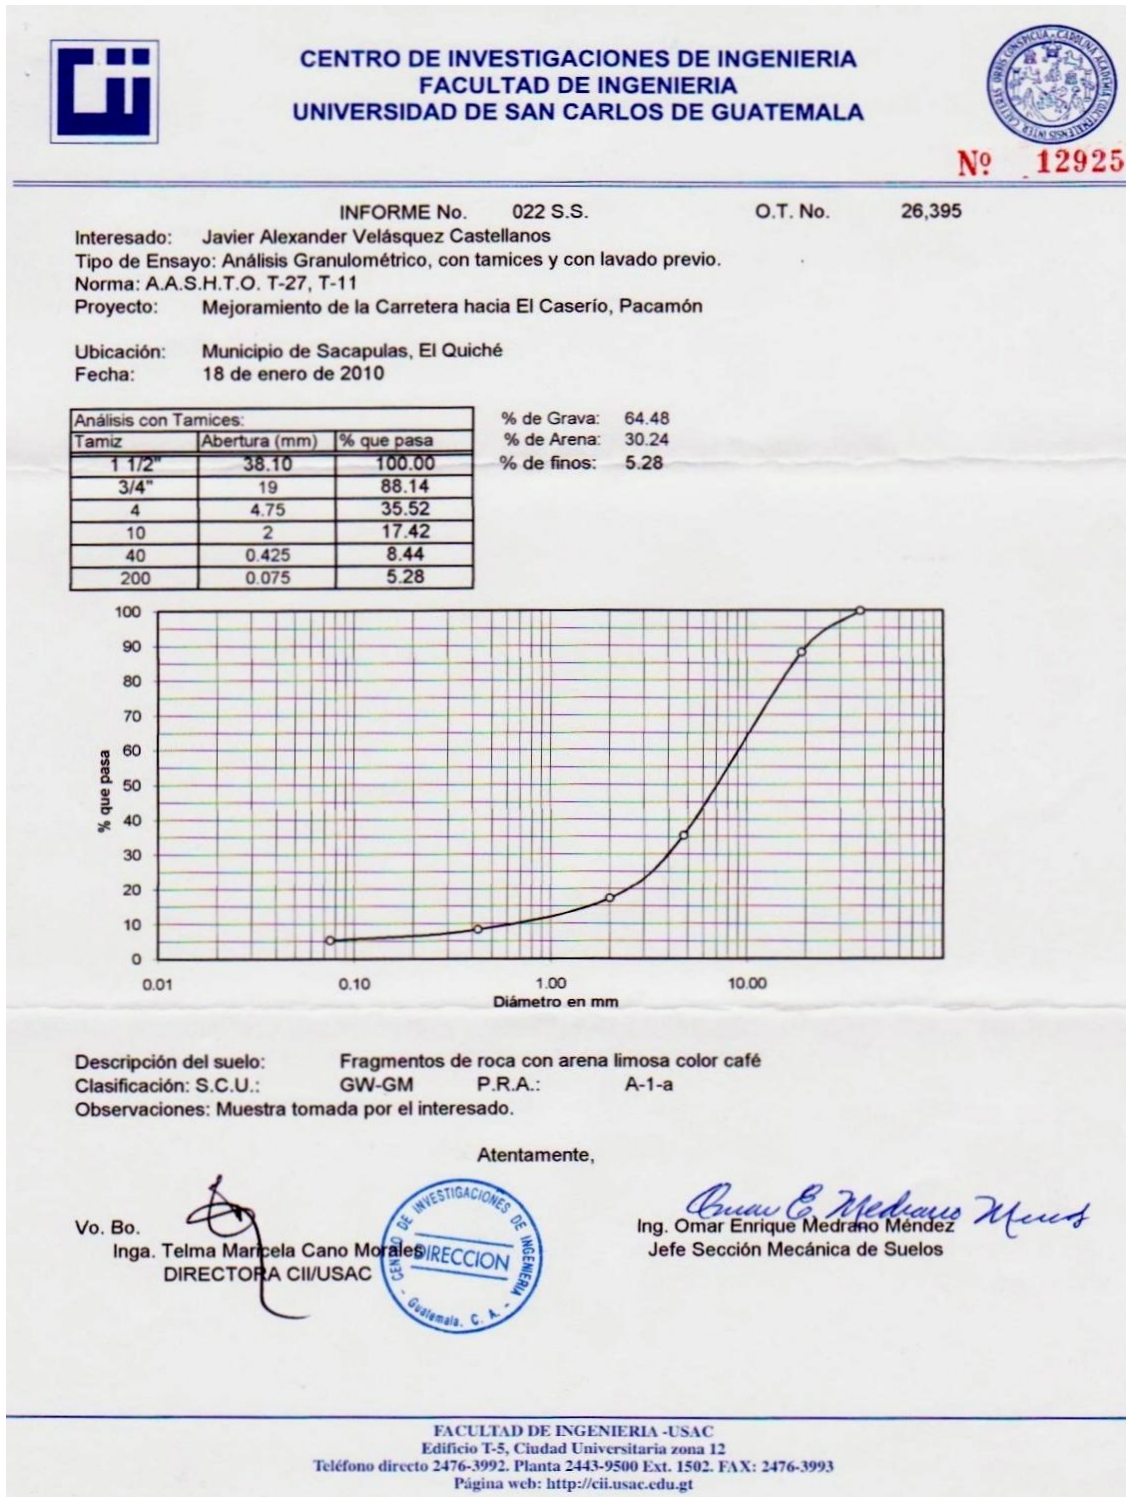 Cii
CENTRO DE INVESTIGACIONES DE INGENIERIA
FACULTAD DE INGENIERIA
UNIVERSIDAD DE SAN CARLOS DE GUATEMALA
Nº 12925
INFORME No. 022 S.S. O.T. No. 26,395
Interesado: Javier Alexander Velásquez Castellanos
Tipo de Ensayo: Análisis Granulométrico, con tamices y con lavado previo.
Norma: A.A.S.H.T.O. T-27, T-11
Proyecto: Mejoramiento de la Carretera hacia El Caserío, Pacamón
Ubicación: Municipio de Sacapulas, El Quiché
Fecha: 18 de enero de 2010
Análisis con Tamices:
Tamiz Abertura (mm) % que pasa
1 1/2" 38.10 100.00
3/4" 19 88.14
4 4.75 35.52
10 2 17.42
40 0.425 8.44
200 0.075 5.28
% de Grava: 64.48
% de Arena: 30.24
% de finos: 5.28
100
90
80
70
60
50
40
30
20
10
0
% que pasa
0.01 0.10 1.00 10.00
Diámetro en mm
Descripción del suelo: Fragmentos de roca con arena limosa color café
Clasificación: S.C.U.: GW-GM P.R.A.: A-1-a
Observaciones: Muestra tomada por el interesado.
Atentamente,
Vo. Bo.
Inga. Telma Maricela Cano Morales
DIRECTORA CII/USAC
CENTRO DE INVESTIGACIONES DE INGENIERIA
DIRECCION
Guatemala, C. A.
Omar E. Medrano Mendez
Ing. Omar Enrique Medrano Méndez
Jefe Sección Mecánica de Suelos
FACULTAD DE INGENIERIA -USAC
Edificio T-5, Ciudad Universitaria zona 12
Teléfono directo 2476-3992. Planta 2443-9500 Ext. 1502. FAX: 2476-3993
Página web: http://cii.usac.edu.gt